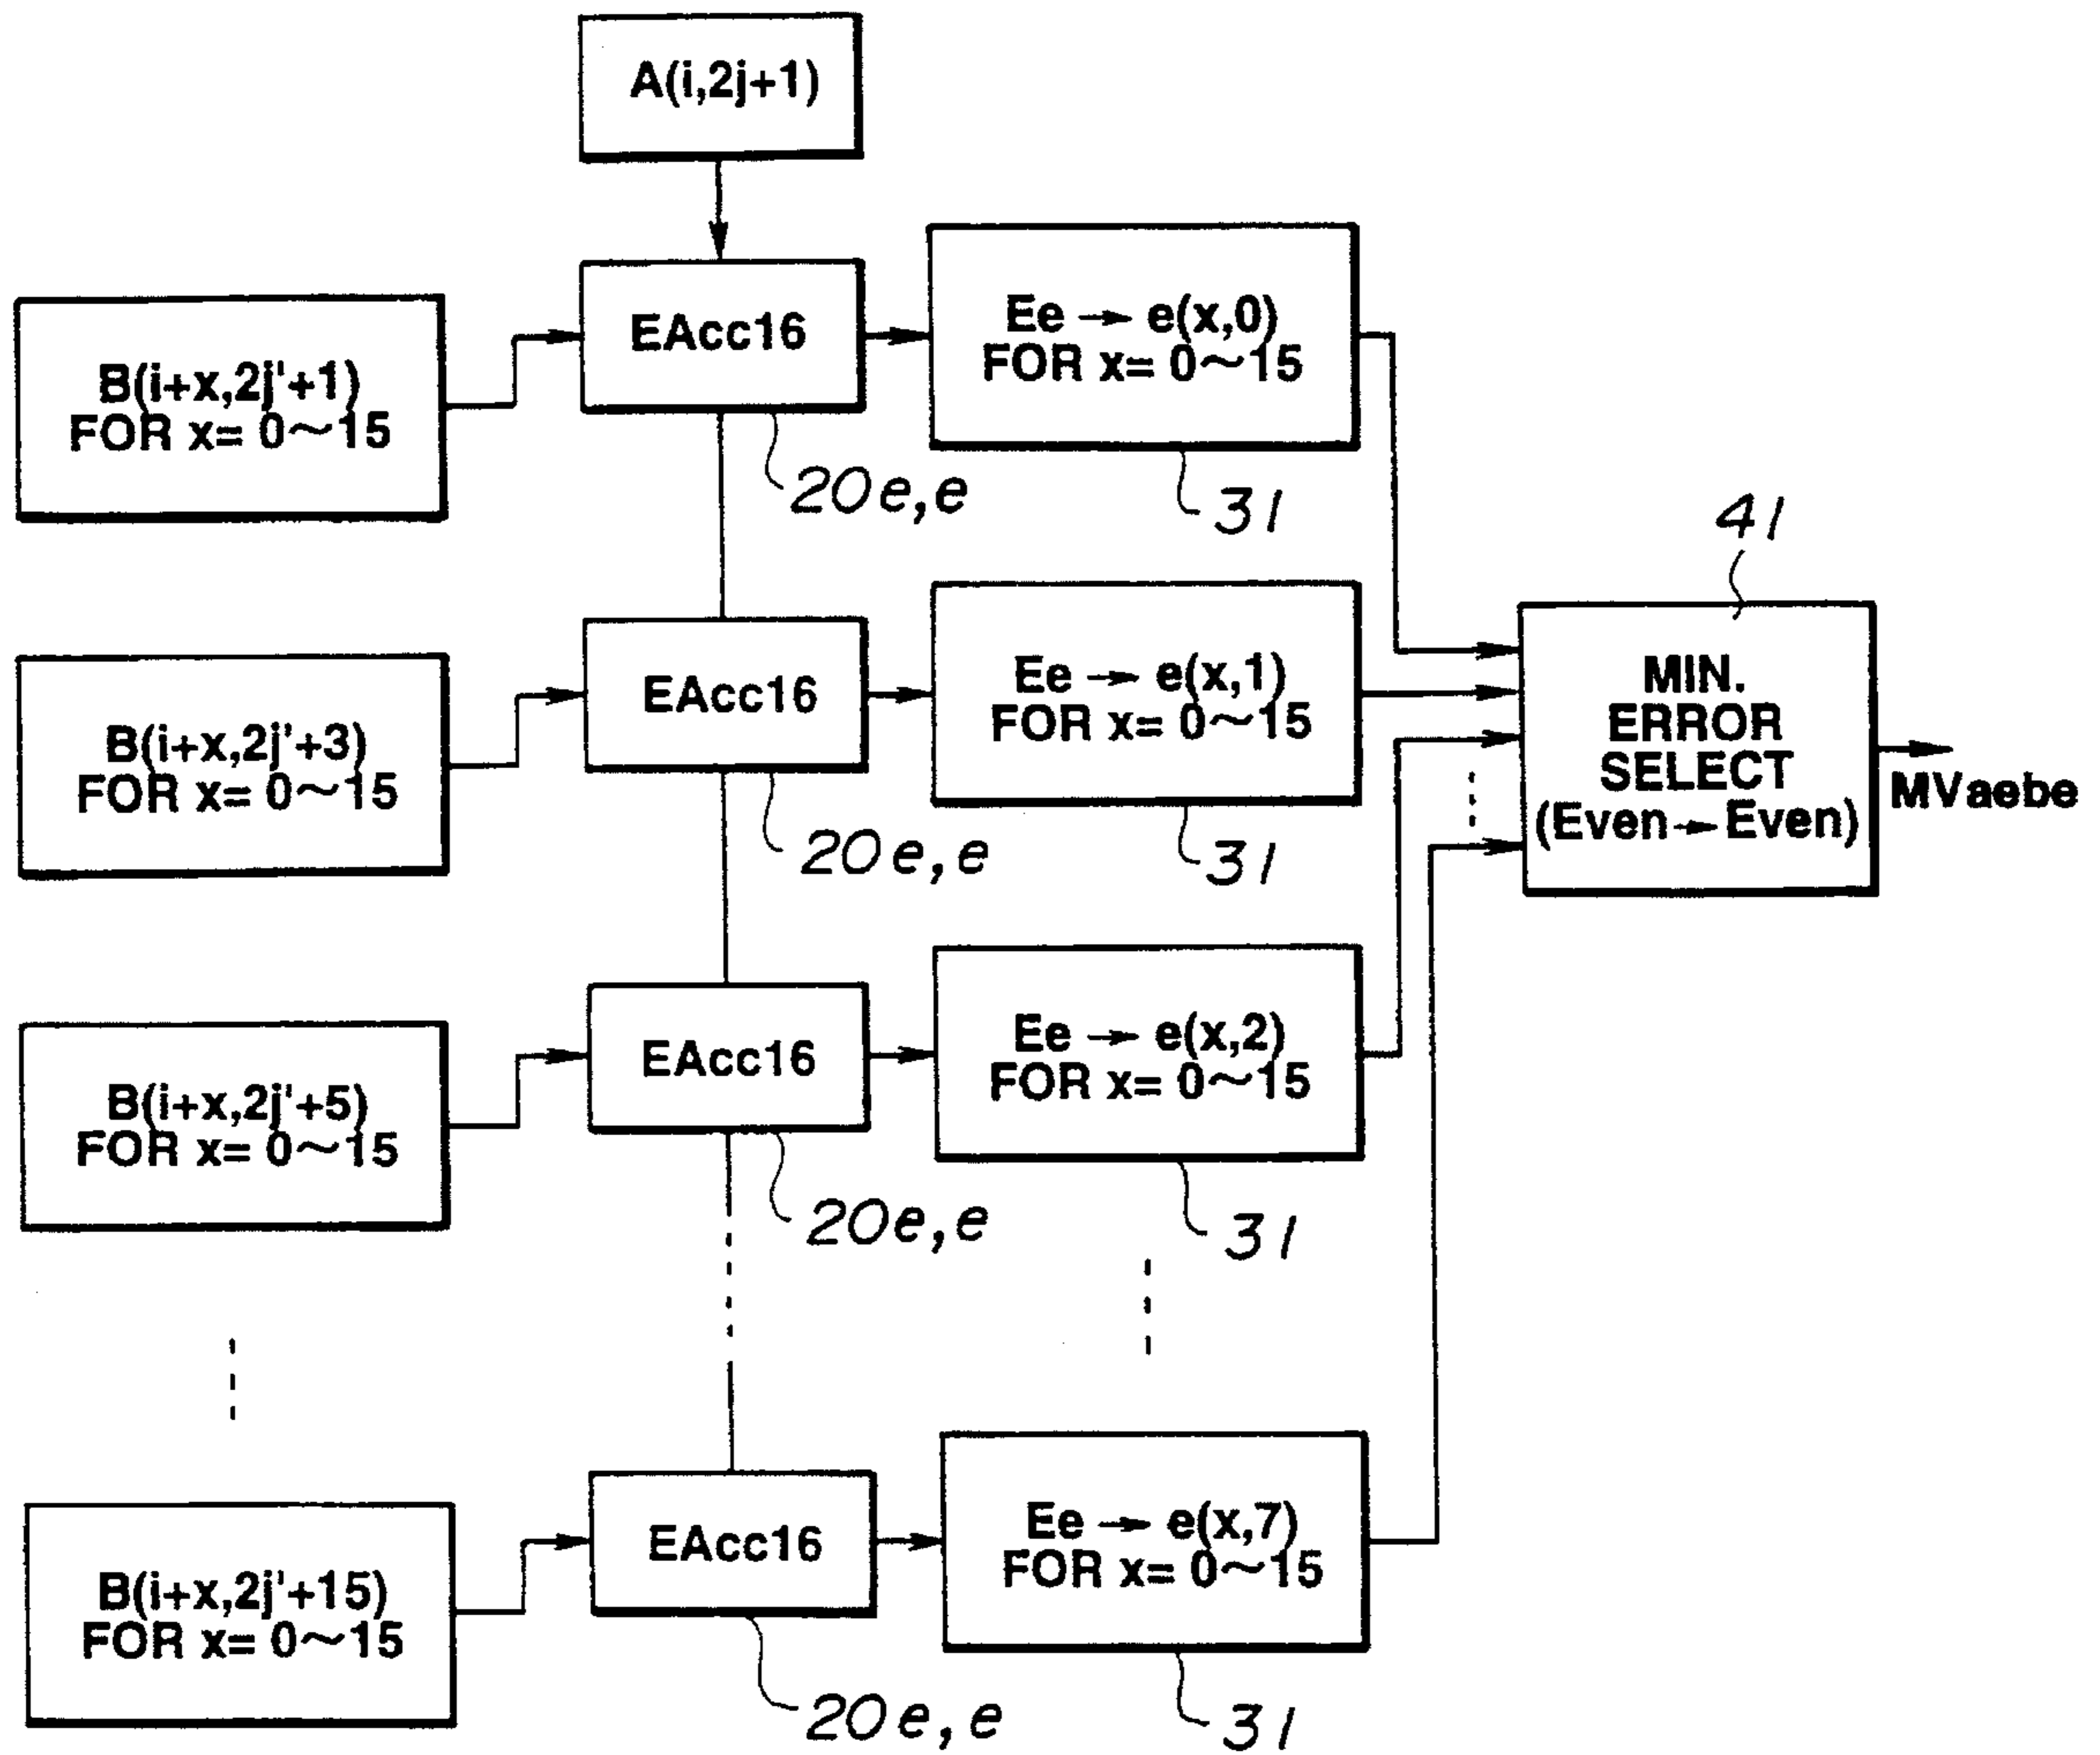 A(i,2j+1)
B(i+x,2j'+1)
FOR x= 0~15
EAcc16
20e,e
Ee → e(x,0)
FOR x= 0~15
31
B(i+x,2j'+3)
FOR x= 0~15
EAcc16
20e,e
Ee → e(x,1)
FOR x= 0~15
31
B(i+x,2j'+5)
FOR x= 0~15
EAcc16
20e,e
Ee → e(x,2)
FOR x= 0~15
31
B(i+x,2j'+15)
FOR x= 0~15
EAcc16
20e,e
Ee → e(x,7)
FOR x= 0~15
31
41
MIN.
ERROR
SELECT
(Even→Even)
MVaebe